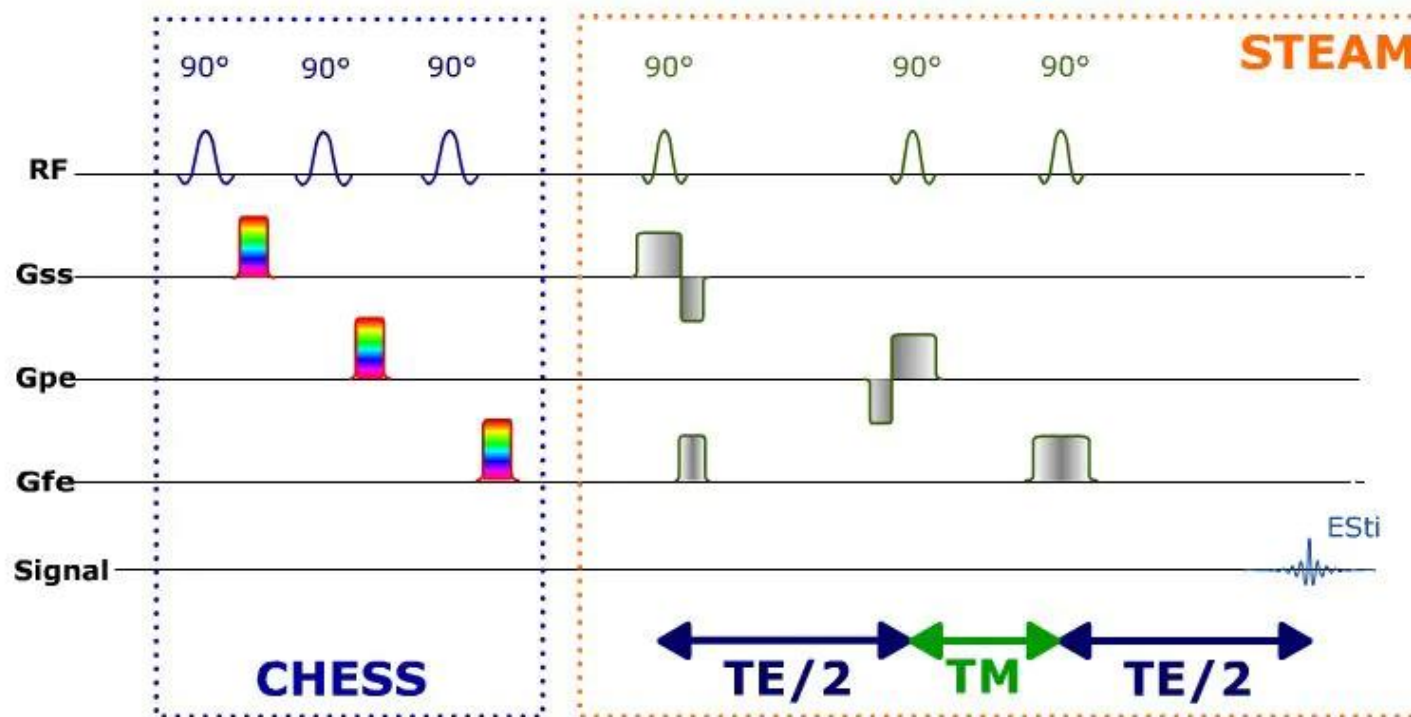 STEAM
90° 90° 90° 90° 90° 90°
RF
Gss
Gpe
Gfe
ESti
Signal
CHESS TE/2 TM TE/2